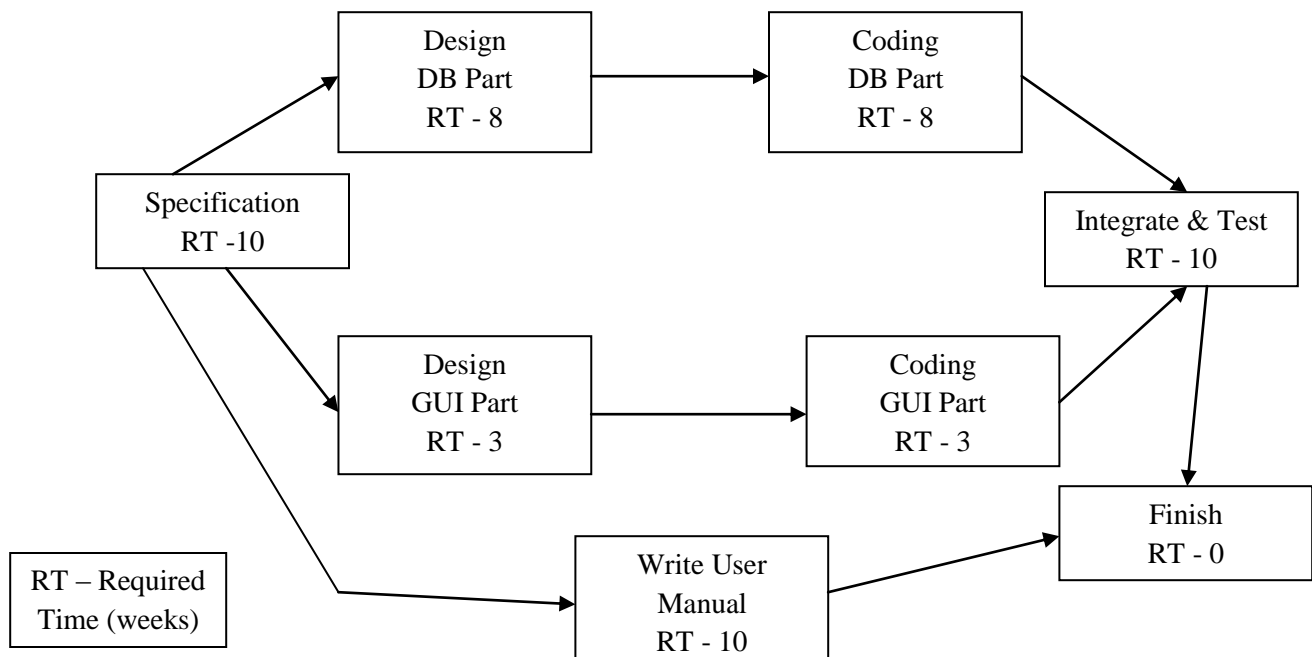 Design
DB Part
RT - 8
Coding
DB Part
RT - 8
Specification
RT -10
Integrate & Test
RT - 10
Design
GUI Part
RT - 3
Coding
GUI Part
RT - 3
Finish
RT - 0
Write User
Manual
RT - 10
RT – Required
Time (weeks)